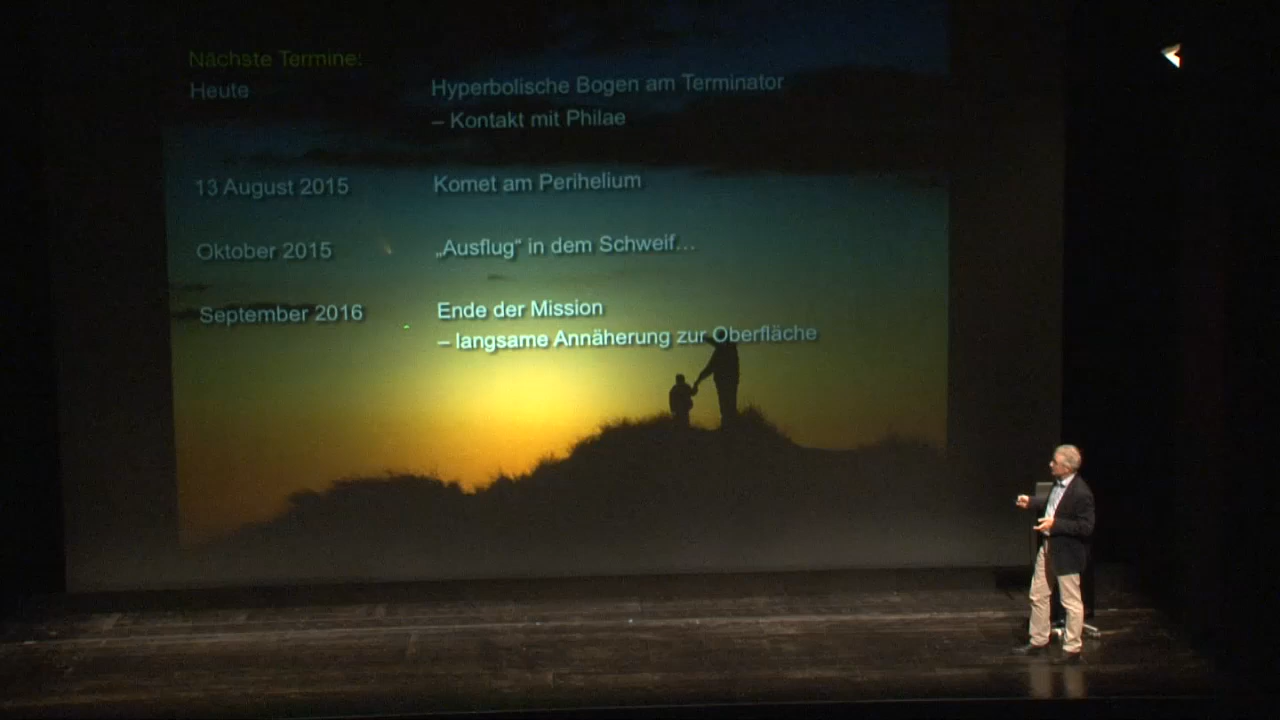 Nächste Termine:
Heute Hyperbolische Bogen am Terminator
– Kontakt mit Philae
13 August 2015 Komet am Perihelium
Oktober 2015 „Ausflug“ in dem Schweif...
September 2016 Ende der Mission
– langsame Annäherung zur Oberfläche